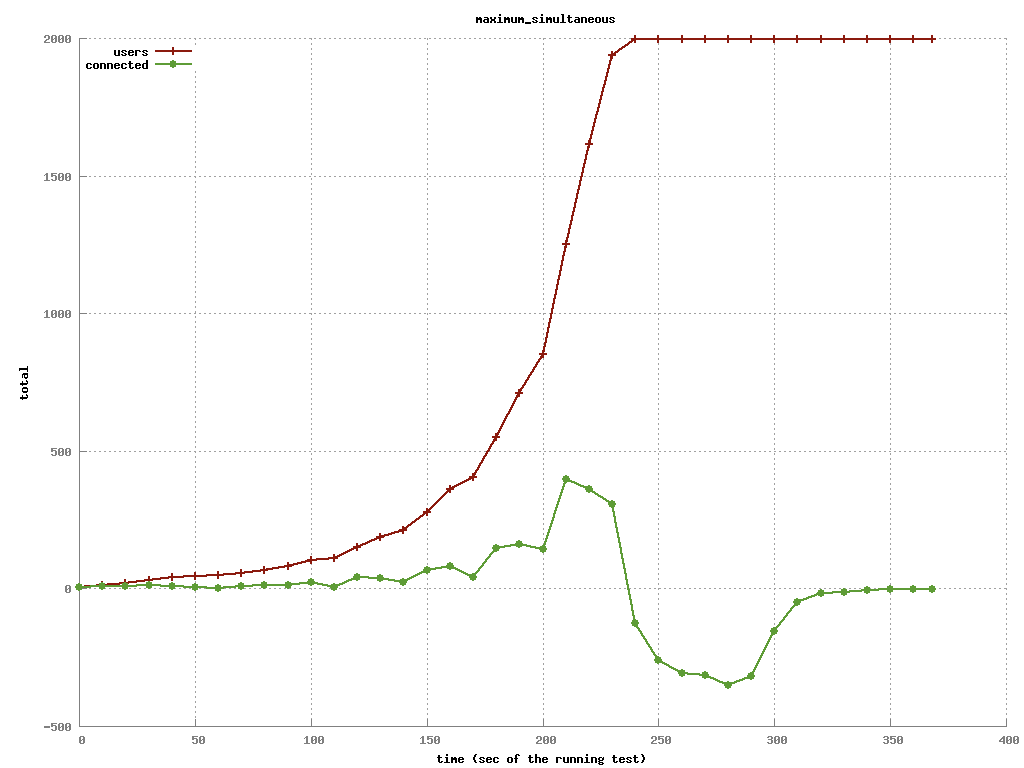 maximum_simultaneous
users
connected
2000
1500
1000
500
0
-500
total
0 50 100 150 200 250 300 350 400
time (sec of the running test)